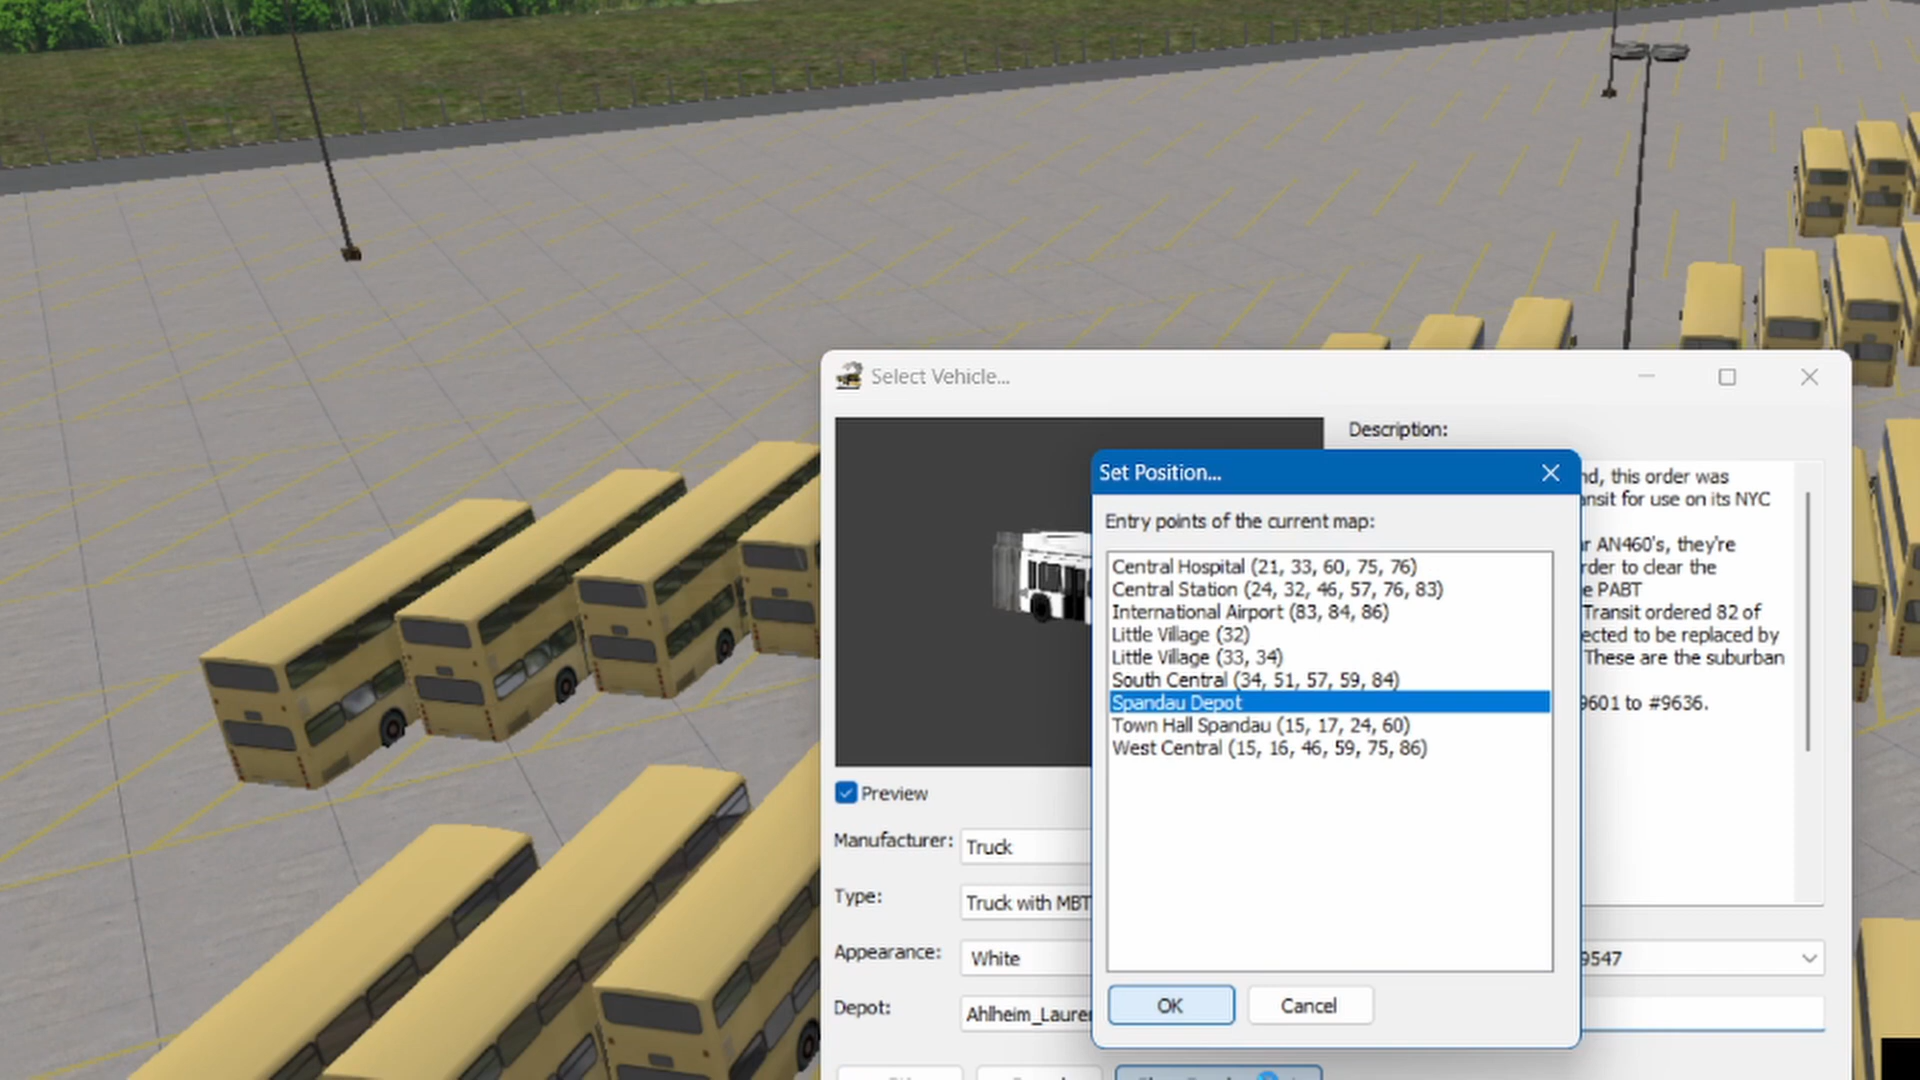 Select Vehicle...
Description:
Set Position...
Entry points of the current map:
Central Hospital (21, 33, 60, 75, 76)
Central Station (24, 32, 46, 57, 76, 83)
International Airport (83, 84, 86)
Little Village (32)
Little Village (33, 34)
South Central (34, 51, 57, 59, 84)
Spandau Depot
Town Hall Spandau (15, 17, 24, 60)
West Central (15, 16, 46, 59, 75, 86)
OK
Cancel
this order was
for use on its NYC
AN460's, they're
order to clear the
PABT
Transit ordered 82 of
to be replaced by
These are the suburban
to #9636.
Preview
Manufacturer:
Truck
Type:
Truck with MBT
Appearance:
White
9547
Depot:
Ahlheim_Lauren